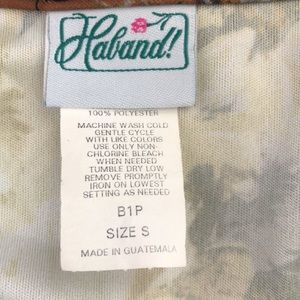 Haband!
100% POLYESTER
MACHINE WASH COLD
GENTLE CYCLE
WITH LIKE COLORS
USE ONLY NON-
CHLORINE BLEACH
WHEN NEEDED
TUMBLE DRY LOW
REMOVE PROMPTLY
IRON ON LOWEST
SETTING AS NEEDED
B1P
SIZE S
MADE IN GUATEMALA